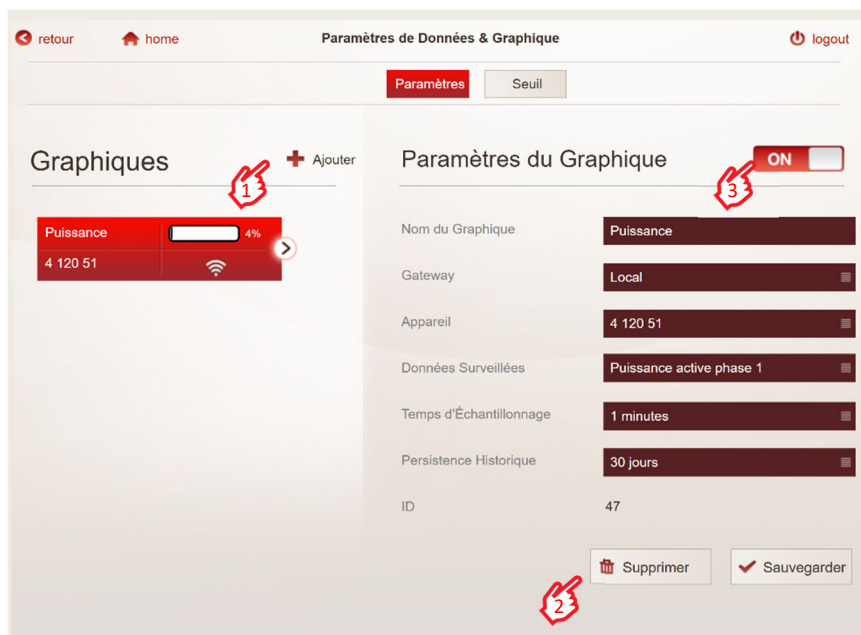 retour home Paramètres de Données & Graphique logout
Paramètres Seuil
Graphiques
Ajouter
1
Puissance 4%
4 120 51
Paramètres du Graphique
ON
3
Nom du Graphique Puissance
Gateway Local
Appareil 4 120 51
Données Surveillées Puissance active phase 1
Temps d'Échantillonnage 1 minutes
Persistence Historique 30 jours
ID 47
Supprimer Sauvegarder
2